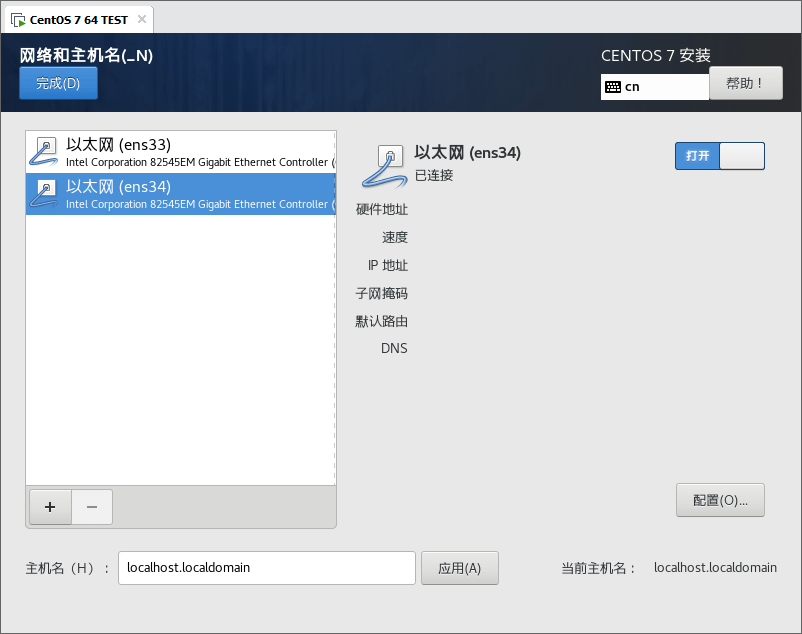 CentOS 7 64 TEST
网络和主机名(_N)
完成(D)
CENTOS 7 安装
cn
帮助！
以太网 (ens33)
Intel Corporation 82545EM Gigabit Ethernet Controller (
以太网 (ens34)
Intel Corporation 82545EM Gigabit Ethernet Controller (
以太网 (ens34)
已连接
打开
硬件地址
速度
IP 地址
子网掩码
默认路由
DNS
+ −
配置(O)...
主机名（H）： localhost.localdomain 应用(A) 当前主机名： localhost.localdomain